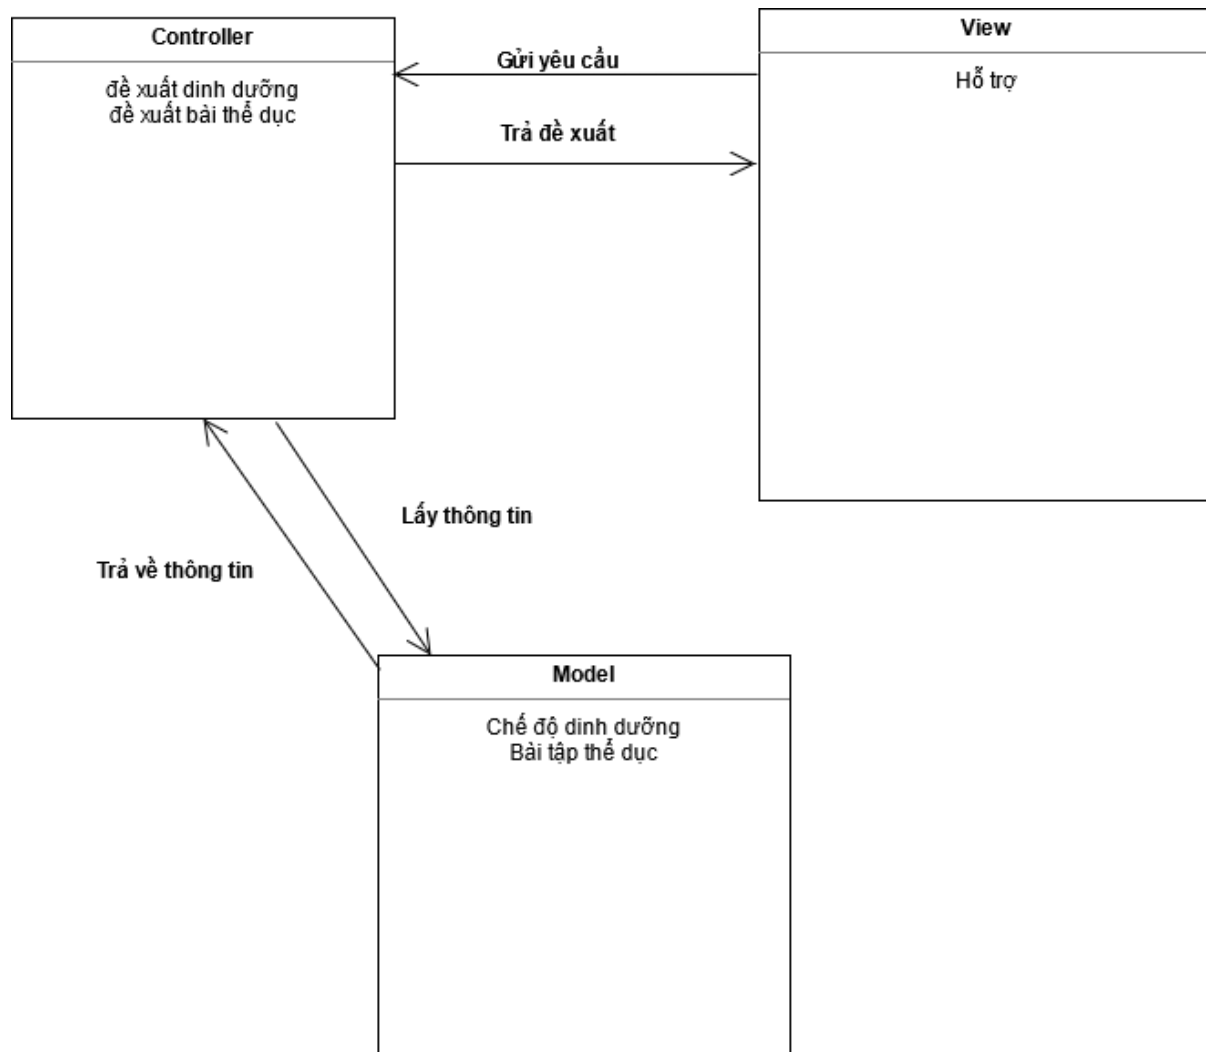 Controller
đề xuất dinh dưỡng
đề xuất bài thể dục
Gửi yêu cầu
Trả đề xuất
View
Hỗ trợ
Lấy thông tin
Trả về thông tin
Model
Chế độ dinh dưỡng
Bài tập thể dục